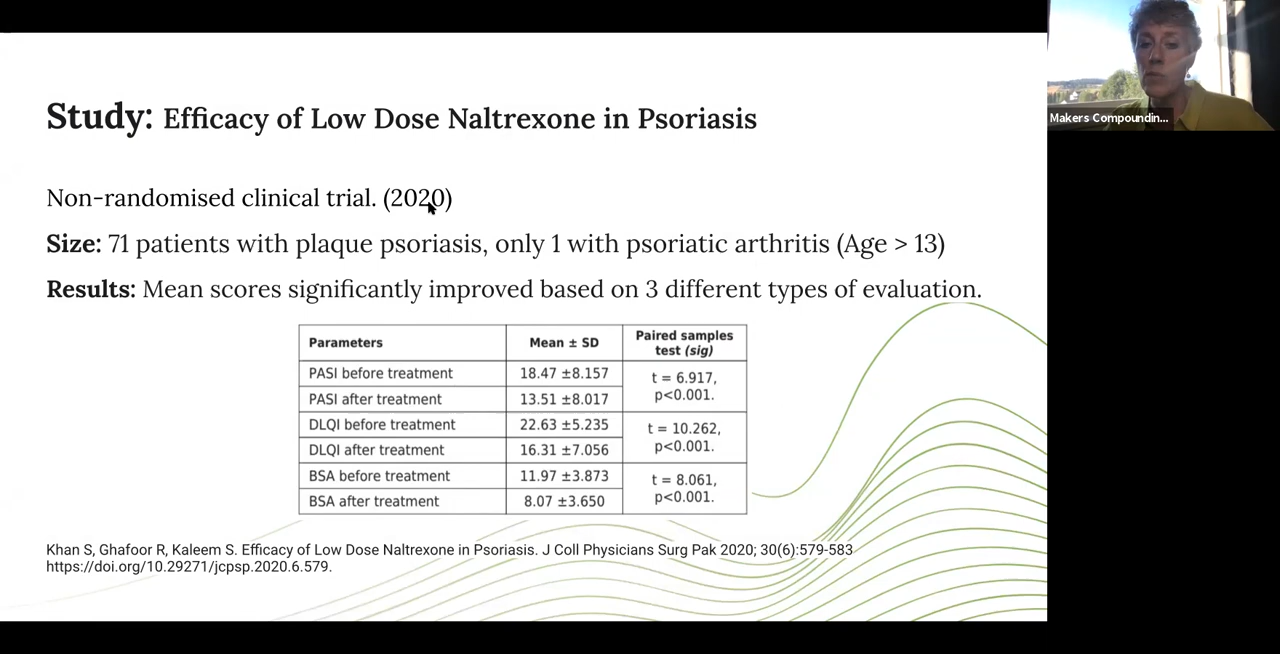 Study: Efficacy of Low Dose Naltrexone in Psoriasis
Makers Compoundin...
Non-randomised clinical trial. (2020)
Size: 71 patients with plaque psoriasis, only 1 with psoriatic arthritis (Age > 13)
Results: Mean scores significantly improved based on 3 different types of evaluation.
Parameters Mean ± SD Paired samples test (sig)
PASI before treatment 18.47 ±8.157 t = 6.917, p<0.001.
PASI after treatment 13.51 ±8.017
DLQI before treatment 22.63 ±5.235 t = 10.262, p<0.001.
DLQI after treatment 16.31 ±7.056
BSA before treatment 11.97 ±3.873 t = 8.061, p<0.001.
BSA after treatment 8.07 ±3.650
Khan S, Ghafoor R, Kaleem S. Efficacy of Low Dose Naltrexone in Psoriasis. J Coll Physicians Surg Pak 2020; 30(6):579-583
https://doi.org/10.29271/jcpsp.2020.6.579.